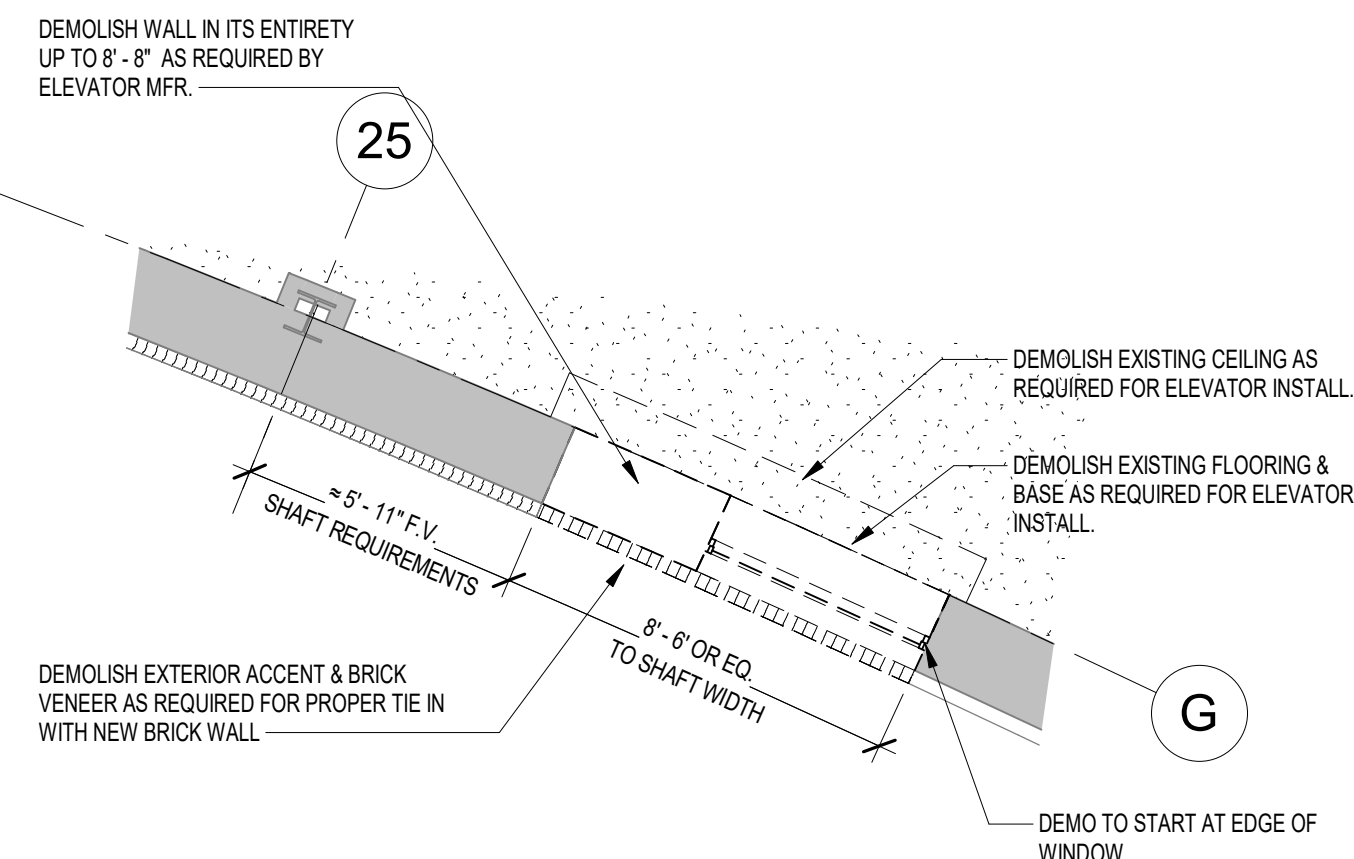 DEMOLISH WALL IN ITS ENTIRETY
UP TO 8' - 8" AS REQUIRED BY
ELEVATOR MFR.
25
DEMOLISH EXISTING CEILING AS
REQUIRED FOR ELEVATOR INSTALL.
DEMOLISH EXISTING FLOORING &
BASE AS REQUIRED FOR ELEVATOR
INSTALL.
≈ 5' - 11" F.V.
SHAFT REQUIREMENTS
8' - 6' OR EQ.
TO SHAFT WIDTH
DEMOLISH EXTERIOR ACCENT & BRICK
VENEER AS REQUIRED FOR PROPER TIE IN
WITH NEW BRICK WALL
G
DEMO TO START AT EDGE OF
WINDOW